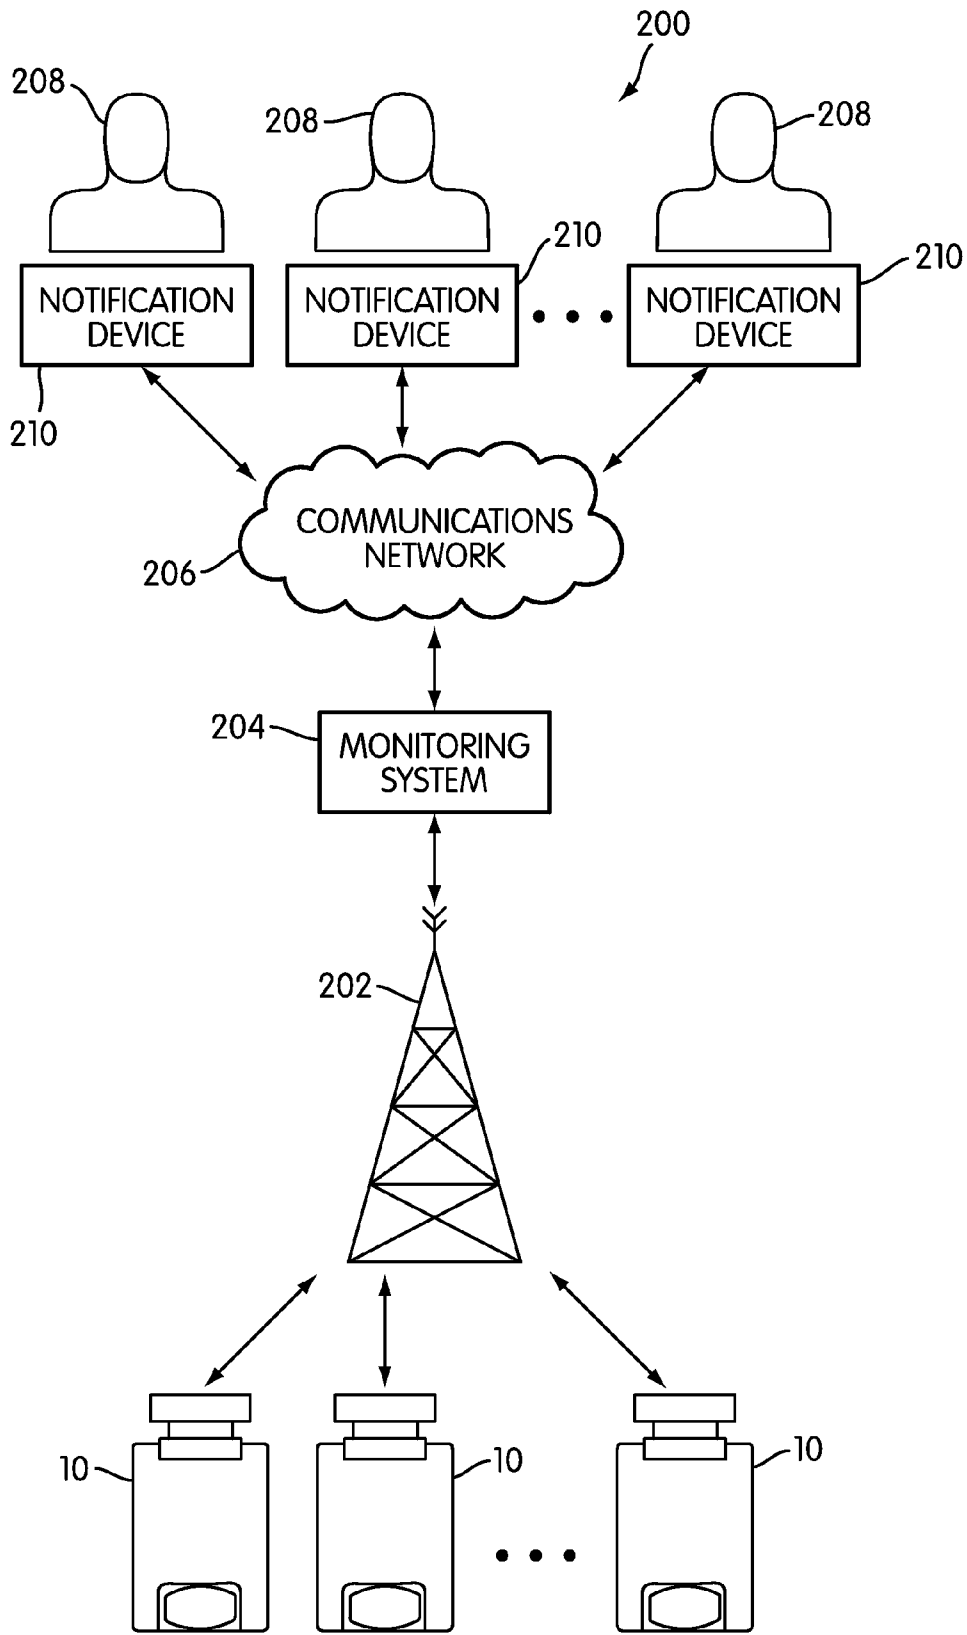 200
208
208
208
210
210
NOTIFICATION
DEVICE
NOTIFICATION
DEVICE
NOTIFICATION
DEVICE
210
COMMUNICATIONS
NETWORK
206
204
MONITORING
SYSTEM
202
10
10
10